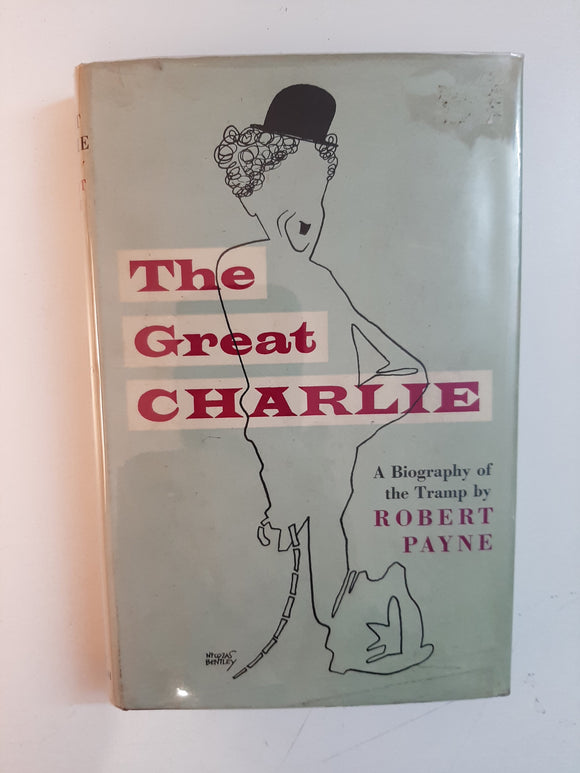 The
Great
CHARLIE
A Biography of
the Tramp by
ROBERT
PAYNE
NICOLAS
BENTLEY